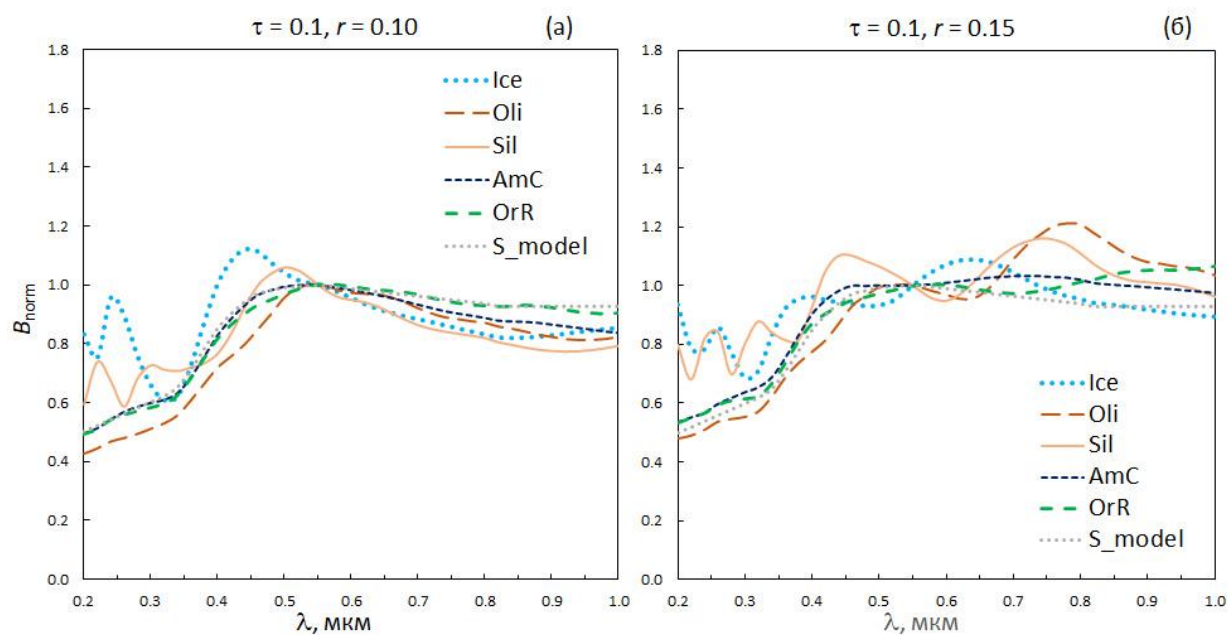 τ = 0.1, r = 0.10 (а)
1.8
1.6
1.4
1.2
1.0
0.8
0.6
0.4
0.2
0.0
B norm
Ice
Oli
Sil
AmC
OrR
S_model
0.2 0.3 0.4 0.5 0.6 0.7 0.8 0.9 1.0
λ, мкм
τ = 0.1, r = 0.15 (б)
1.8
1.6
1.4
1.2
1.0
0.8
0.6
0.4
0.2
0.0
Ice
Oli
Sil
AmC
OrR
S_model
0.2 0.3 0.4 0.5 0.6 0.7 0.8 0.9 1.0
λ, мкм